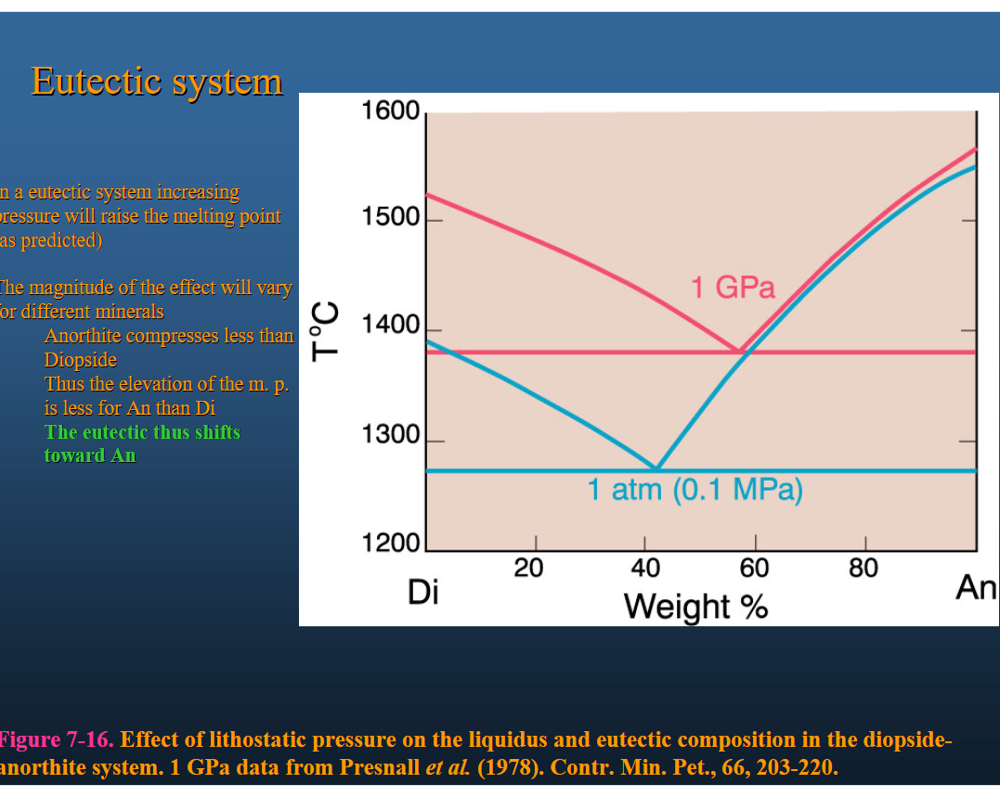 Eutectic system
n a eutectic system increasing
pressure will raise the melting point
as predicted)
The magnitude of the effect will vary
for different minerals
Anorthite compresses less than
Diopside
Thus the elevation of the m. p.
is less for An than Di
The eutectic thus shifts
toward An
1600
1500
1400
1300
1200
T°C
1 GPa
1 atm (0.1 MPa)
20 40 60 80
Di
An
Weight %
Figure 7-16. Effect of lithostatic pressure on the liquidus and eutectic composition in the diopside-
anorthite system. 1 GPa data from Presnall et al. (1978). Contr. Min. Pet., 66, 203-220.